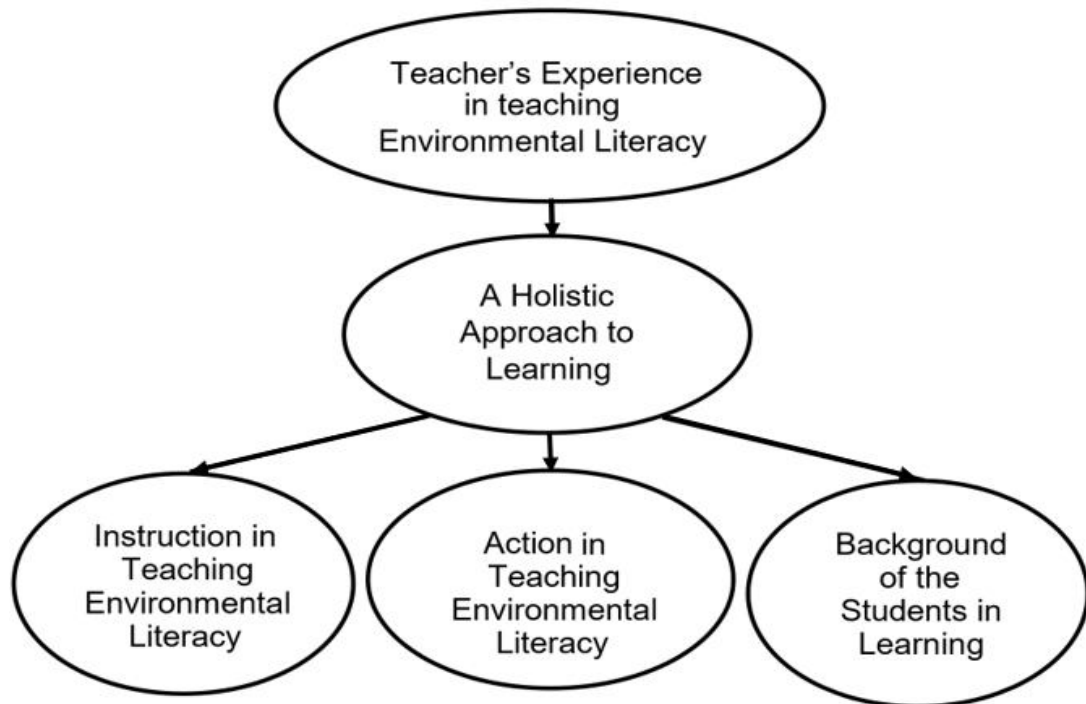 Teacher's Experience
in teaching
Environmental Literacy
A Holistic
Approach to
Learning
Instruction in
Teaching
Environmental
Literacy
Action in
Teaching
Environmental
Literacy
Background
of the
Students in
Learning